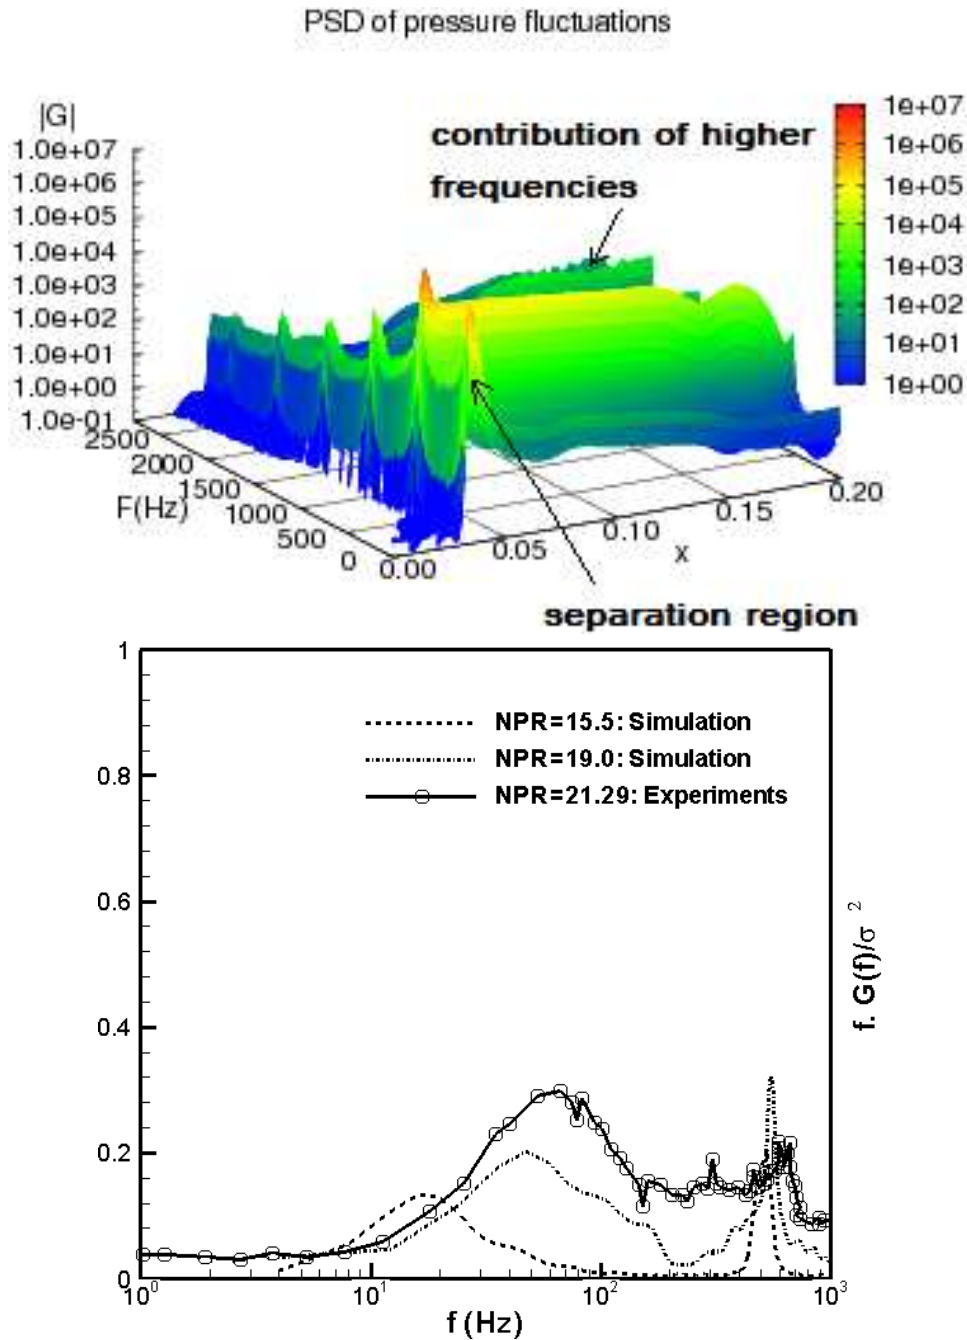 PSD of pressure fluctuations
|G|
1.0e+07
1.0e+06
1.0e+05
1.0e+04
1.0e+03
1.0e+02
1.0e+01
1.0e+00
1.0e-01
contribution of higher
frequencies
1e+07
1e+06
1e+05
1e+04
1e+03
1e+02
1e+01
1e+00
2500
2000
1500
1000
500
0
F(Hz)
0.00
0.05
0.10
0.15
0.20
x
separation region
1
0.8
0.6
0.4
0.2
0
NPR=15.5: Simulation
NPR=19.0: Simulation
NPR=21.29: Experiments
f. G(f)/σ²
10⁰
10¹
10²
10³
f (Hz)